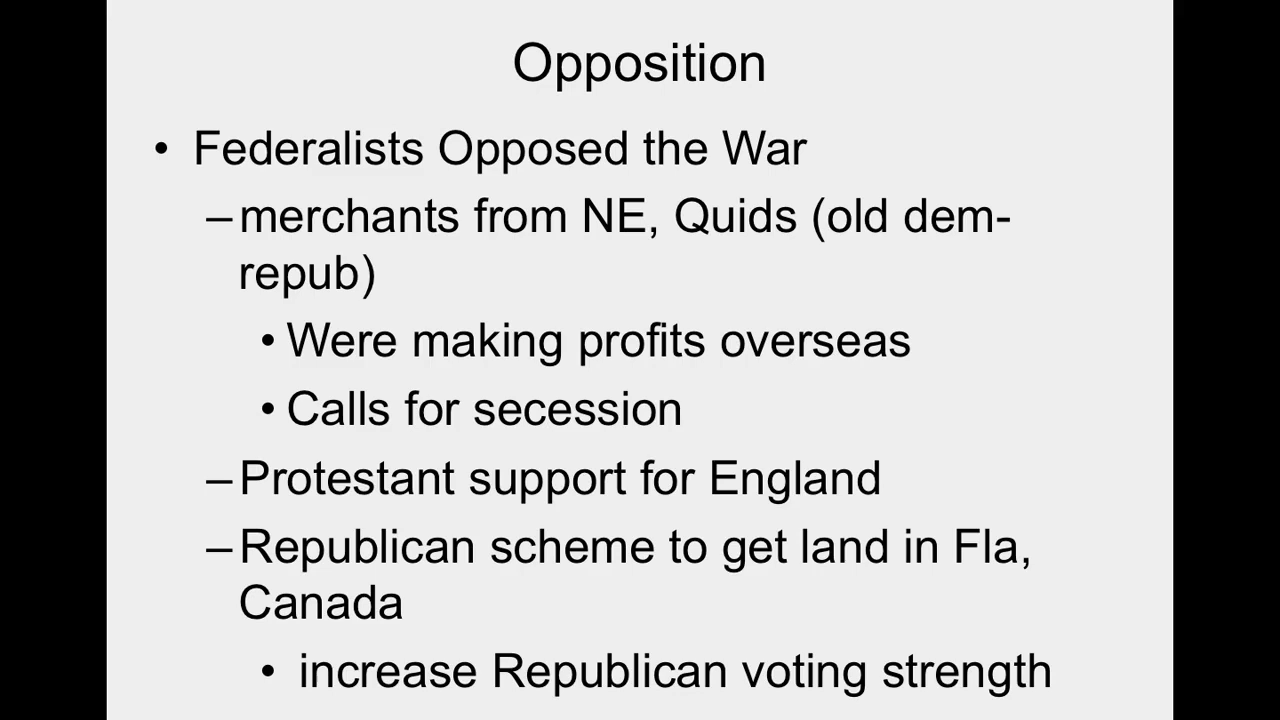 Opposition
• Federalists Opposed the War
–merchants from NE, Quids (old dem-
repub)
• Were making profits overseas
• Calls for secession
–Protestant support for England
–Republican scheme to get land in Fla,
Canada
• increase Republican voting strength